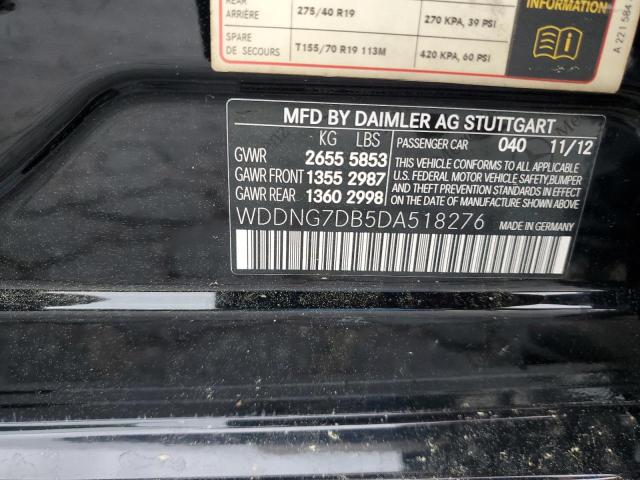 REAR
ARRIÈRE 275/40 R19 270 KPA, 39 PSI
SPARE
DE SECOURS T155/70 R19 113M 420 KPA, 60 PSI
INFORMATION
A 221 584
MFD BY DAIMLER AG STUTTGART
KG LBS PASSENGER CAR 040 11/12
GVWR 2655 5853
GAWR FRONT 1355 2987
GAWR REAR 1360 2998
THIS VEHICLE CONFORMS TO ALL APPLICABLE
U.S. FEDERAL MOTOR VEHICLE SAFETY, BUMPER,
AND THEFT PREVENTION STANDARDS IN EFFECT ON
THE DATE OF MANUFACTURE SHOWN ABOVE.
WDDNG7DB5DA518276 MADE IN GERMANY